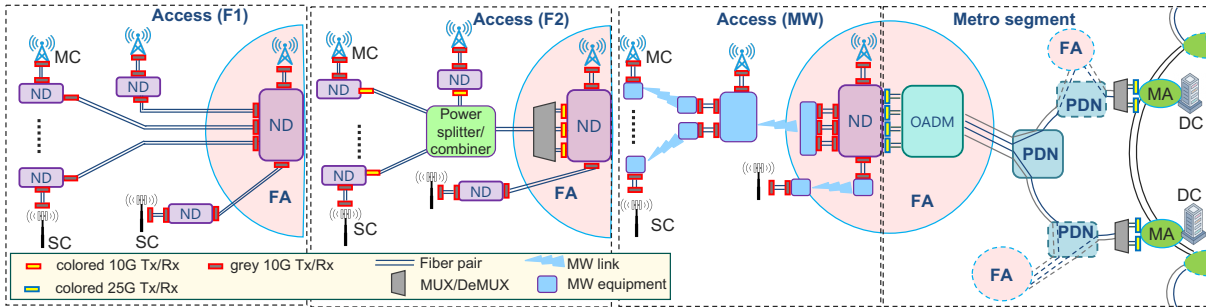 Access (F1)
Access (F2)
Access (MW)
Metro segment
MC
ND
ND
ND
ND
ND
FA
SC
SC
MC
ND
ND
ND
ND
ND
Power
splitter/
combiner
FA
SC
MC
SC
ND
OADM
FA
FA
PDN
PDN
PDN
FA
MA
DC
MA
DC
colored 10G Tx/Rx
grey 10G Tx/Rx
Fiber pair
MW link
colored 25G Tx/Rx
MUX/DeMUX
MW equipment